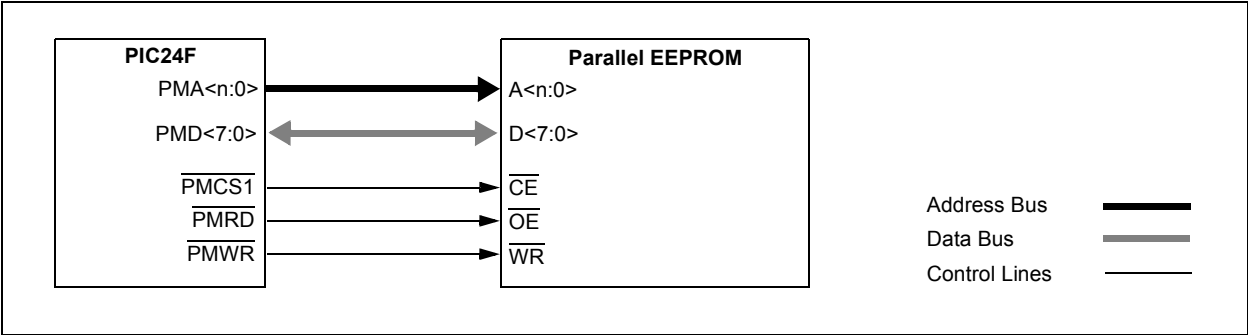 PIC24F
PMA<n:0>
PMD<7:0>
PMCS1
PMRD
PMWR
Parallel EEPROM
A<n:0>
D<7:0>
CE
OE
WR
Address Bus
Data Bus
Control Lines